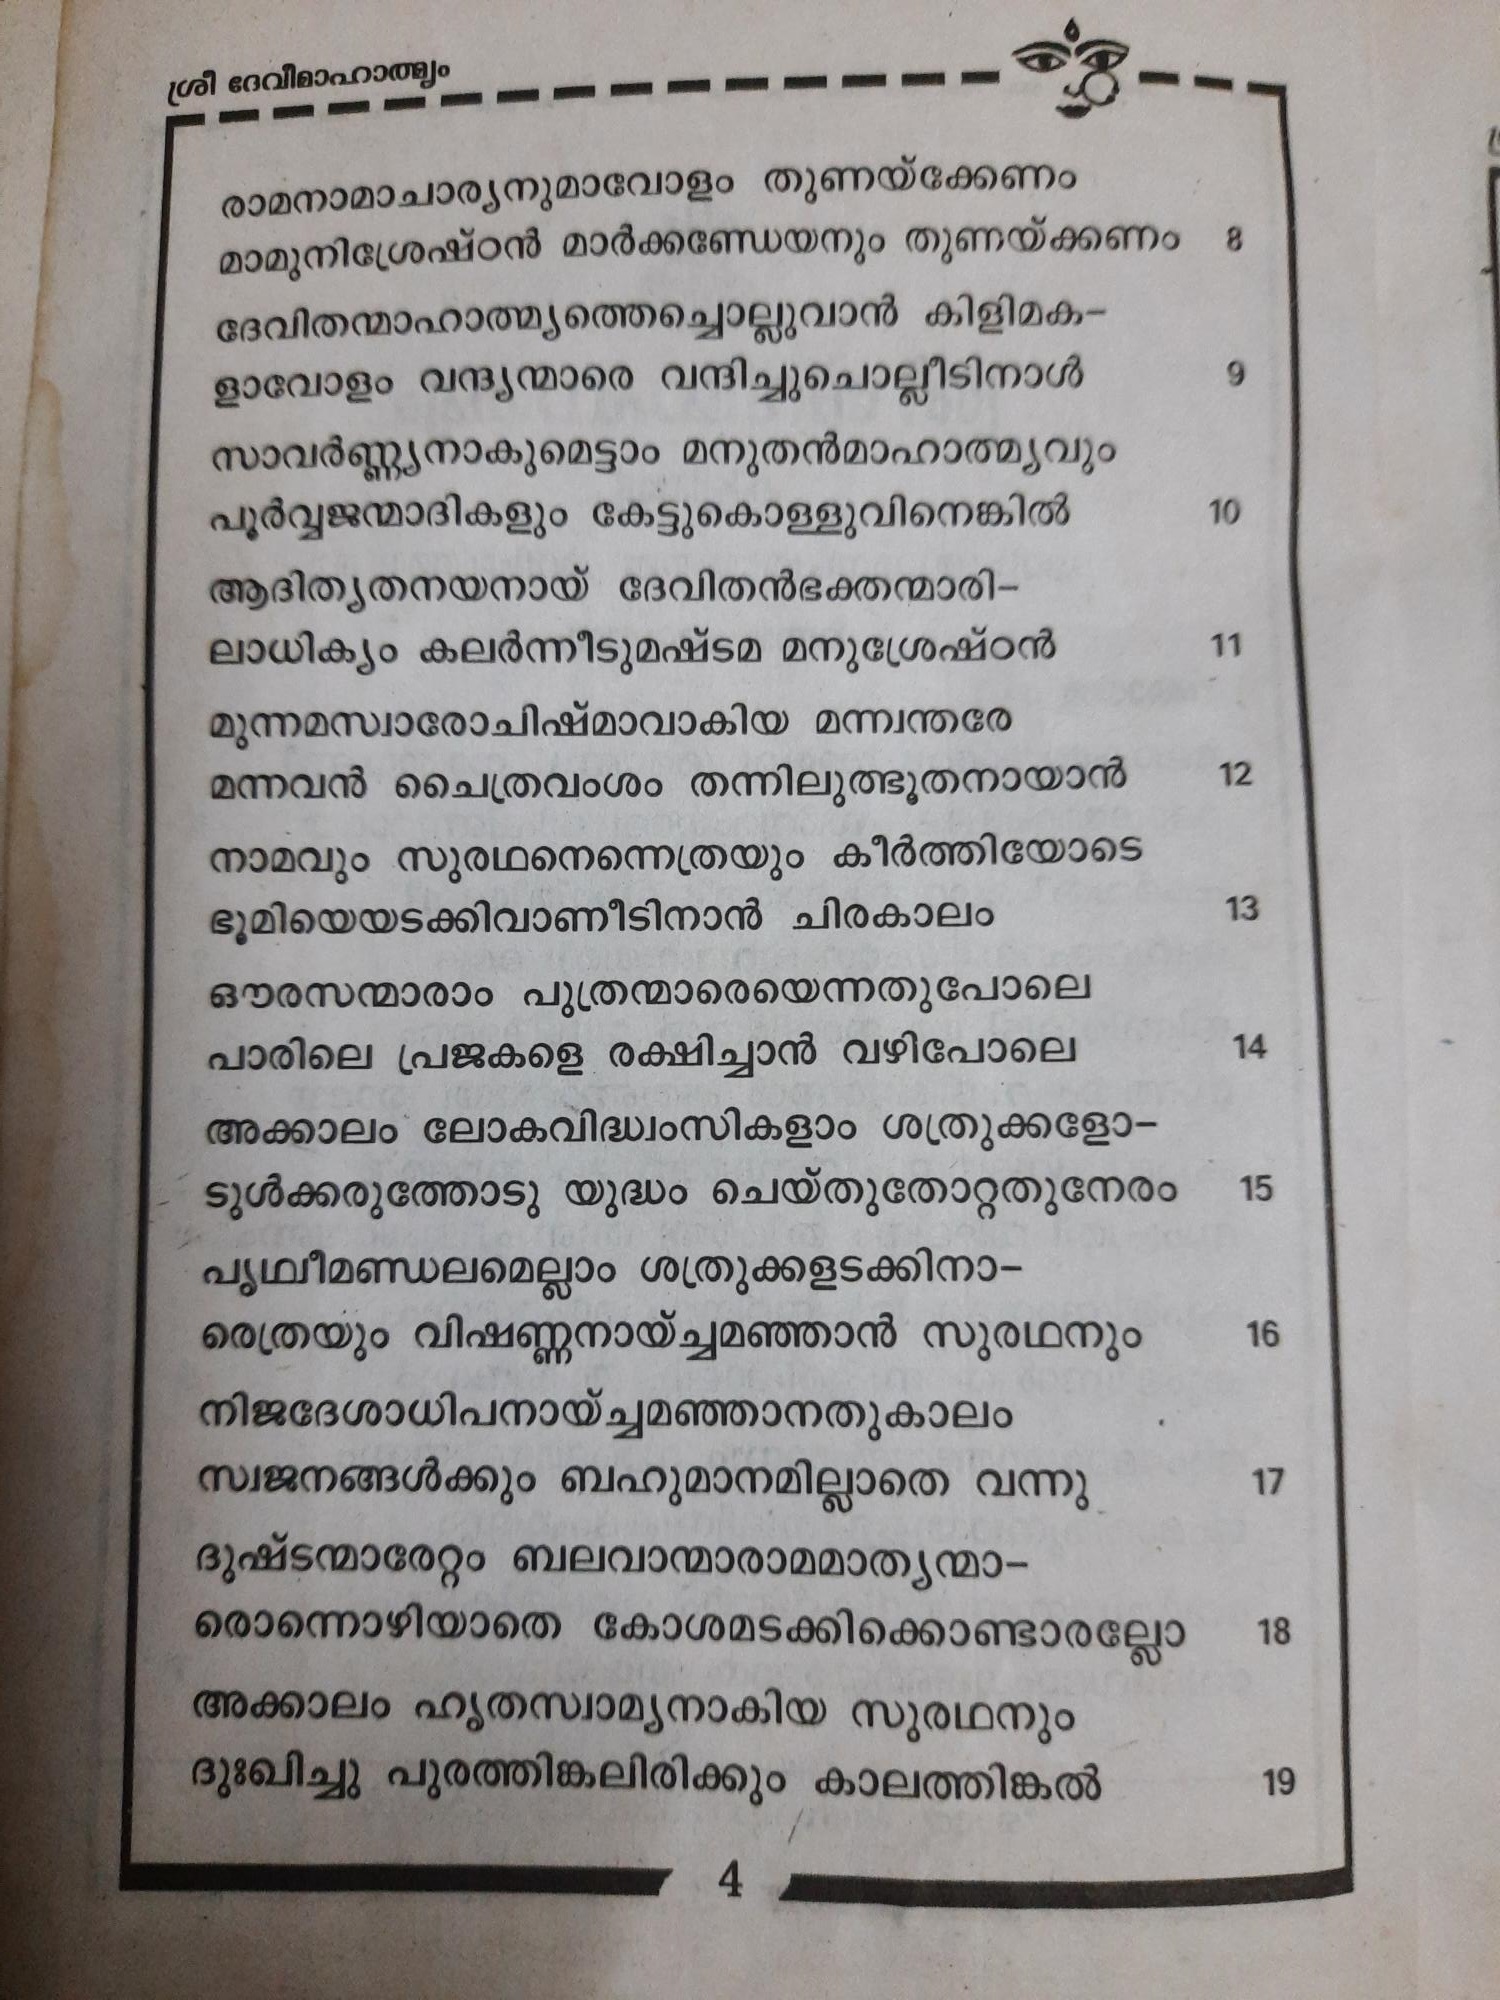 ശ്രീ ദേവീമാഹാത്മ്യം
രാമനാമാചാര്യനുമാവോളം തുണയ്ക്കേണം
മാമുനിശ്രേഷ്ഠൻ മാർക്കണ്ഡേയനും തുണയ്ക്കണം 8
ദേവിതന്മാഹാത്മ്യത്തെച്ചൊല്ലുവാൻ കിളിമക-
ളാവോളം വന്ദ്യന്മാരെ വന്ദിച്ചുചൊല്ലീടിനാൾ 9
സാവർണ്ണ്യനാകുമെട്ടാം മനുതൻമാഹാത്മ്യവും
പൂർവ്വജന്മാദികളും കേട്ടുകൊള്ളുവിനെങ്കിൽ 10
ആദിത്യതനയനായ് ദേവിതൻഭക്തന്മാരി-
ലാധിക്യം കലർന്നീടുമഷ്ടമ മനുശ്രേഷ്ഠൻ 11
മുന്നമസ്വാരോചിഷ്മാവാകിയ മന്ന്വന്തരേ
മന്നവൻ ചൈത്രവംശം തന്നിലുത്ഭൂതനായാൻ 12
നാമവും സുരഥനെന്നെത്രയും കീർത്തിയോടെ
ഭൂമിയെയടക്കിവാണീടിനാൻ ചിരകാലം 13
ഔരസന്മാരാം പുത്രന്മാരെയെന്നതുപോലെ
പാരിലെ പ്രജകളെ രക്ഷിച്ചാൻ വഴിപോലെ 14
അക്കാലം ലോകവിദ്ധ്വംസികളാം ശത്രുക്കളോ-
ടുൾക്കരുത്തോടു യുദ്ധം ചെയ്തുതോറ്റതുനേരം 15
പൃഥ്വീമണ്ഡലമെല്ലാം ശത്രുക്കളടക്കിനാ-
രെത്രയും വിഷണ്ണനായ്ച്ചമഞ്ഞാൻ സുരഥനും 16
നിജദേശാധിപനായ്ച്ചമഞ്ഞാനതുകാലം
സ്വജനങ്ങൾക്കും ബഹുമാനമില്ലാതെ വന്നു 17
ദുഷ്ടന്മാരേറ്റം ബലവാന്മാരാമമാത്യന്മാ-
രൊന്നൊഴിയാതെ കോശമടക്കിക്കൊണ്ടാരല്ലോ 18
അക്കാലം ഹൃതസ്വാമ്യനാകിയ സുരഥനും
ദുഃഖിച്ചു പുരത്തിങ്കലിരിക്കും കാലത്തിങ്കൽ 19
4